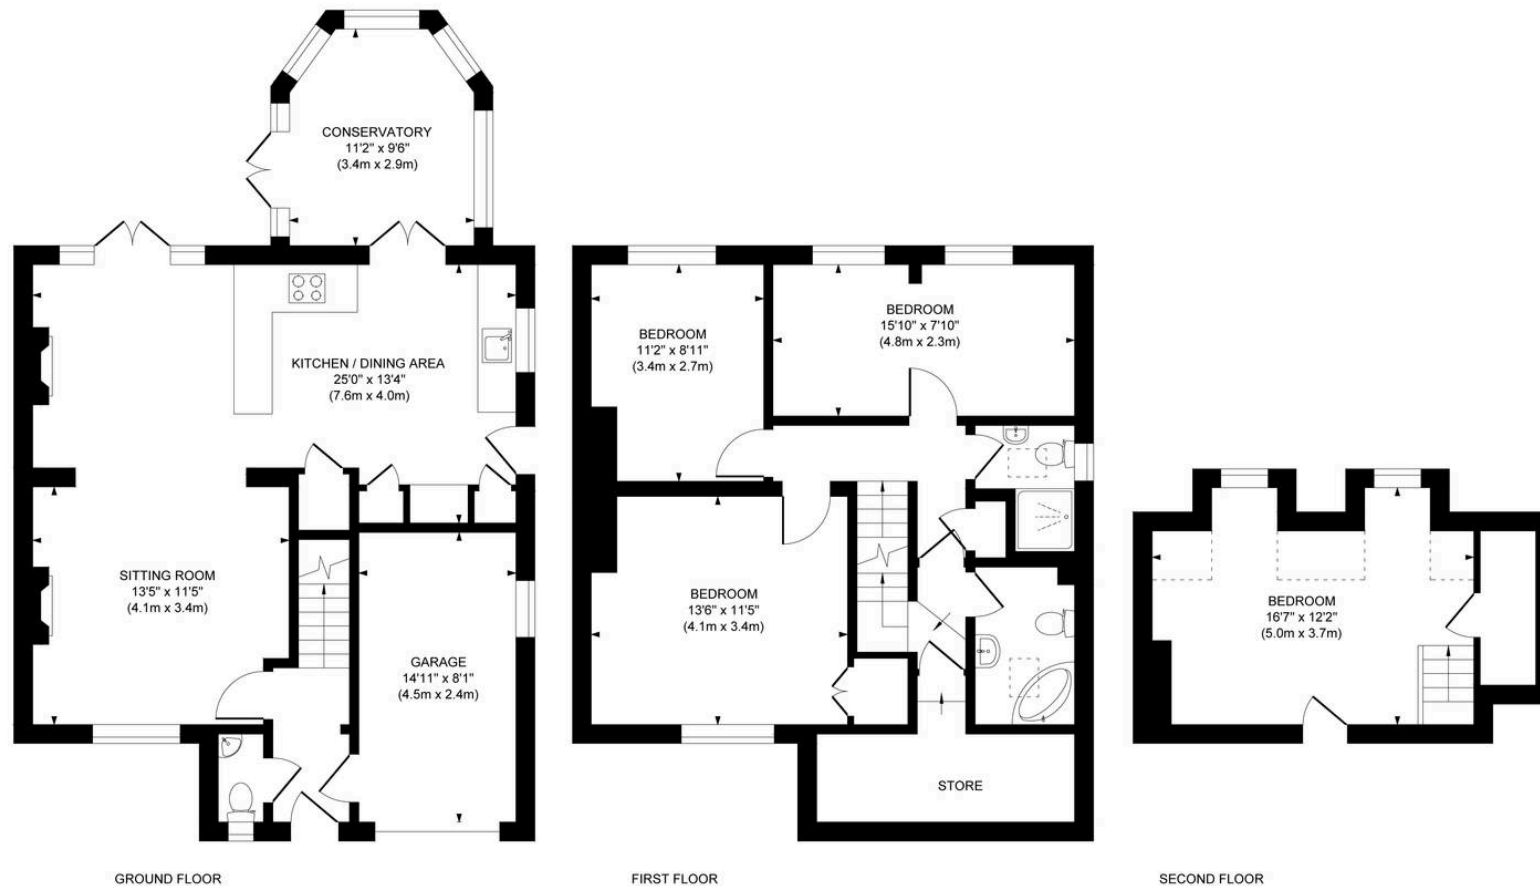 CONSERVATORY
11'2" x 9'6"
(3.4m x 2.9m)
KITCHEN / DINING AREA
25'0" x 13'4"
(7.6m x 4.0m)
SITTING ROOM
13'5" x 11'5"
(4.1m x 3.4m)
GARAGE
14'11" x 8'1"
(4.5m x 2.4m)
GROUND FLOOR
BEDROOM
11'2" x 8'11"
(3.4m x 2.7m)
BEDROOM
15'10" x 7'10"
(4.8m x 2.3m)
BEDROOM
13'6" x 11'5"
(4.1m x 3.4m)
STORE
FIRST FLOOR
BEDROOM
16'7" x 12'2"
(5.0m x 3.7m)
SECOND FLOOR